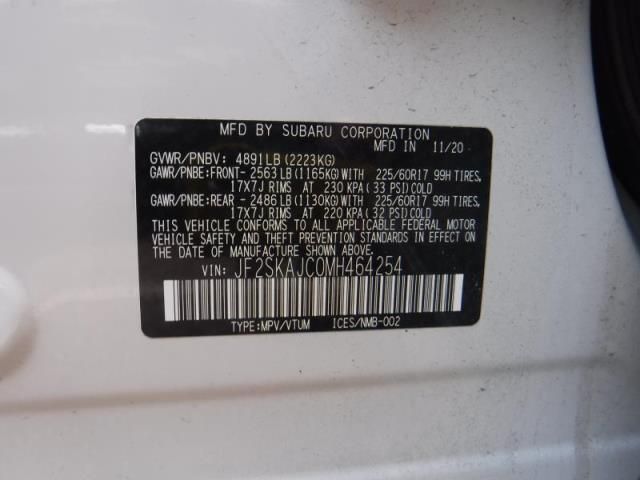 MFD BY SUBARU CORPORATION
MFD IN 11/20
GVWR/PNBV: 4891LB(2223KG)
GAWR/PNBE:FRONT- 2563LB(1165KG)WITH 225/60R17 99H TIRES,
17X7J RIMS AT 230 KPA(33 PSI)COLD
GAWR/PNBE:REAR - 2486LB(1130KG)WITH 225/60R17 99H TIRES,
17X7J RIMS AT 220 KPA(32 PSI)COLD
THIS VEHICLE CONFORMS TO ALL APPLICABLE FEDERAL MOTOR
VEHICLE SAFETY AND THEFT PREVENTION STANDARDS IN EFFECT ON
THE DATE OF MANUFACTURE SHOWN ABOVE.
VIN: JF2SKAJC0MH464254
TYPE:MPV/VTUM ICES/NMB-002